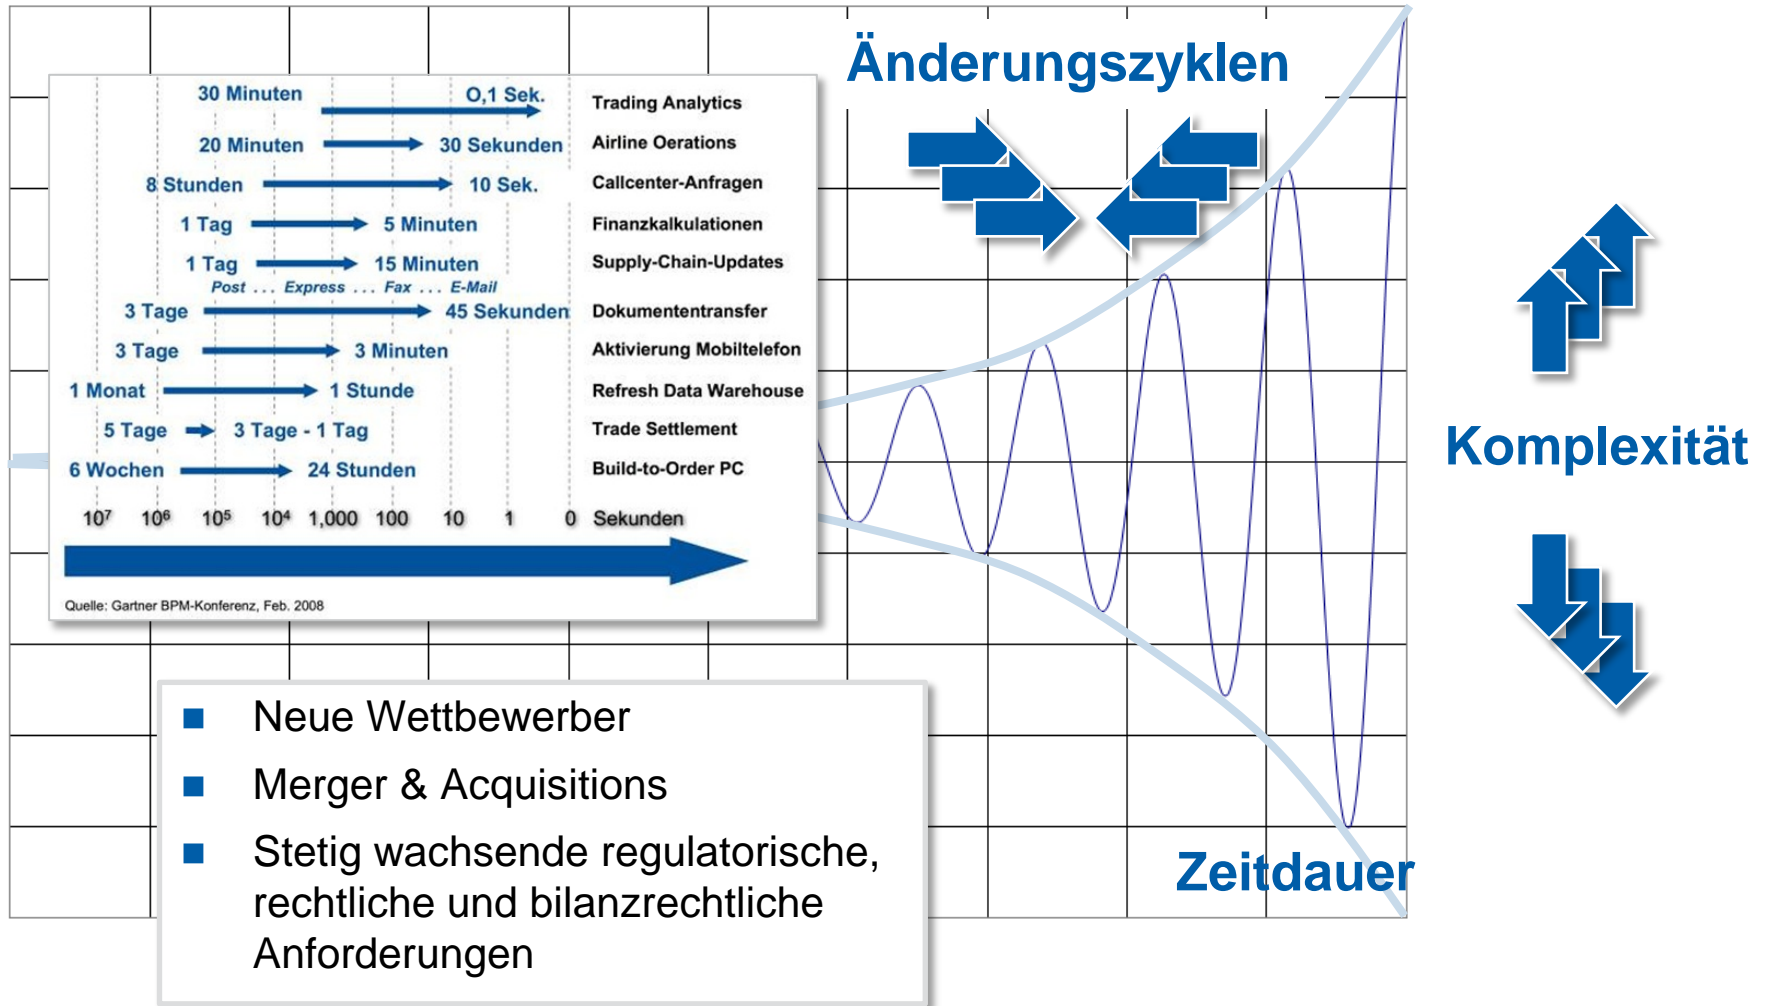 Änderungszyklen
30 Minuten O,1 Sek. Trading Analytics
20 Minuten 30 Sekunden Airline Oerations
8 Stunden 10 Sek. Callcenter-Anfragen
1 Tag 5 Minuten Finanzkalkulationen
1 Tag 15 Minuten Supply-Chain-Updates
Post ... Express ... Fax ... E-Mail
3 Tage 45 Sekunden Dokumententransfer
3 Tage 3 Minuten Aktivierung Mobiltelefon
1 Monat 1 Stunde Refresh Data Warehouse
5 Tage 3 Tage - 1 Tag Trade Settlement
6 Wochen 24 Stunden Build-to-Order PC
10⁷ 10⁶ 10⁵ 10⁴ 1,000 100 10 1 0 Sekunden
Quelle: Gartner BPM-Konferenz, Feb. 2008
Komplexität
Neue Wettbewerber
Merger & Acquisitions
Stetig wachsende regulatorische,
rechtliche und bilanzrechtliche
Anforderungen
Zeitdauer